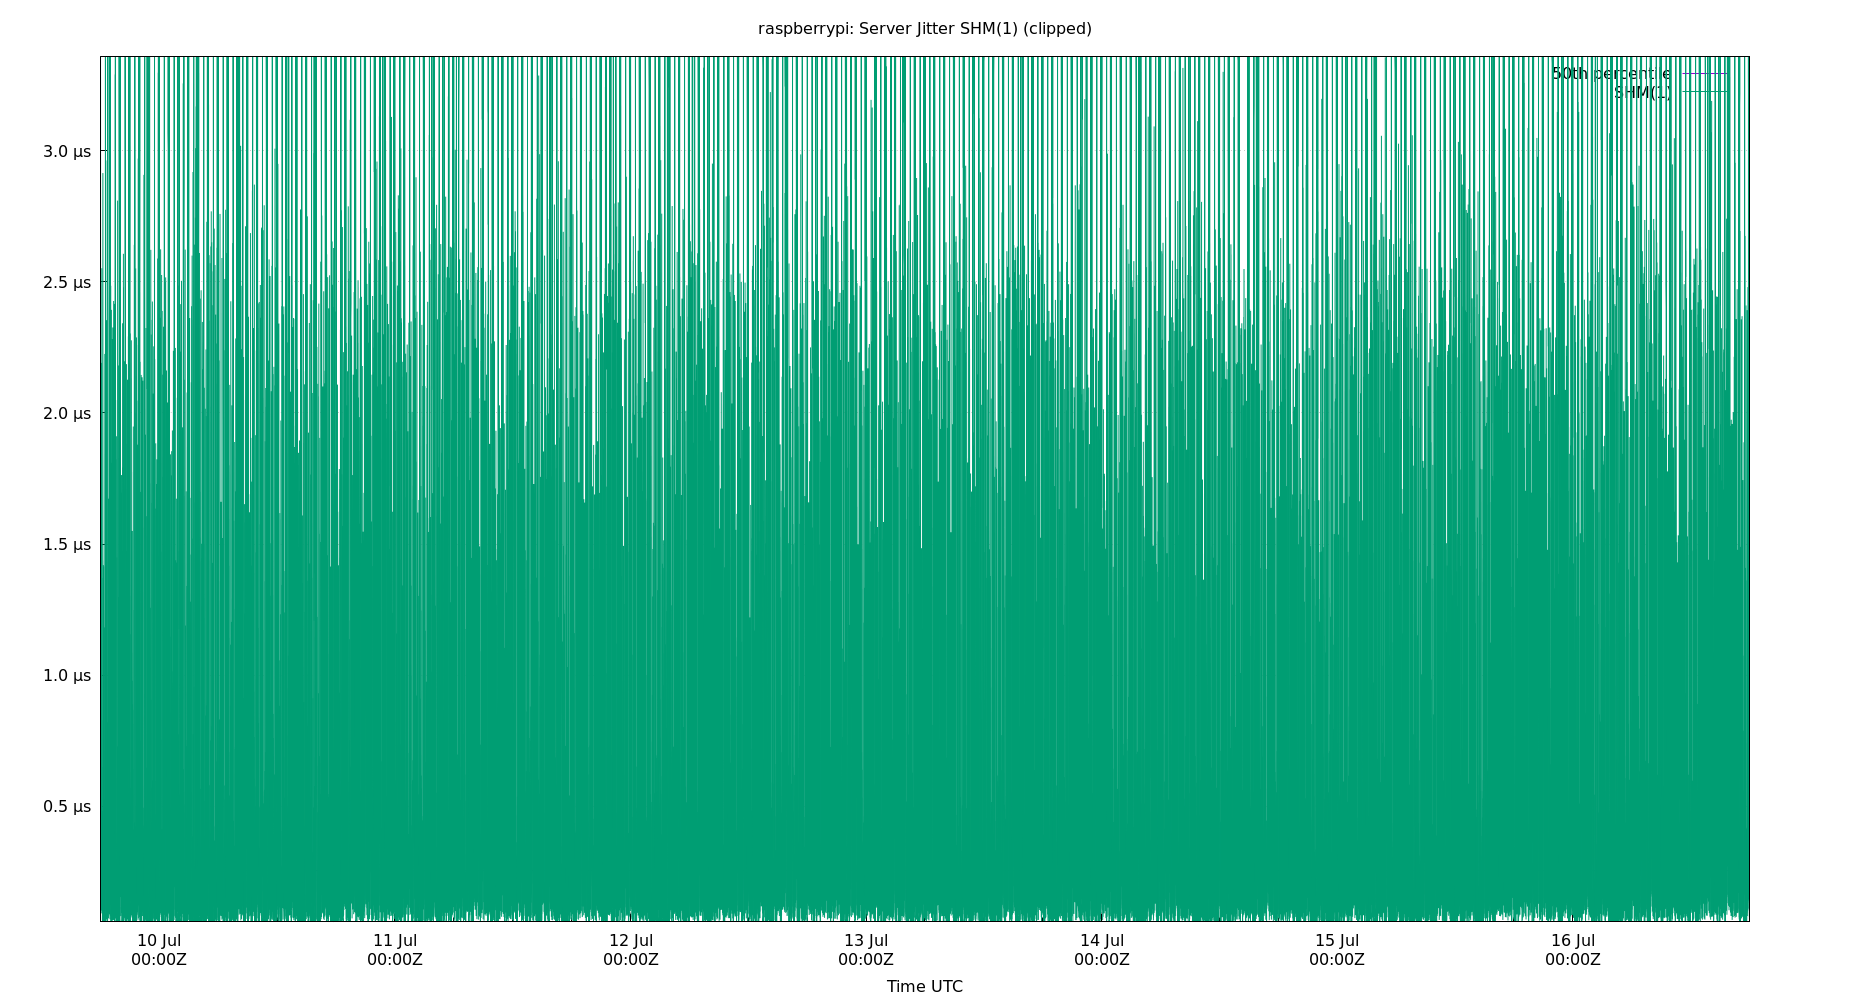 raspberrypi: Server Jitter SHM(1) (clipped)
50th percentile
SHM(1)
3.0 µs
2.5 µs
2.0 µs
1.5 µs
1.0 µs
0.5 µs
10 Jul 11 Jul 12 Jul 13 Jul 14 Jul 15 Jul 16 Jul
00:00Z 00:00Z 00:00Z 00:00Z 00:00Z 00:00Z 00:00Z
Time UTC